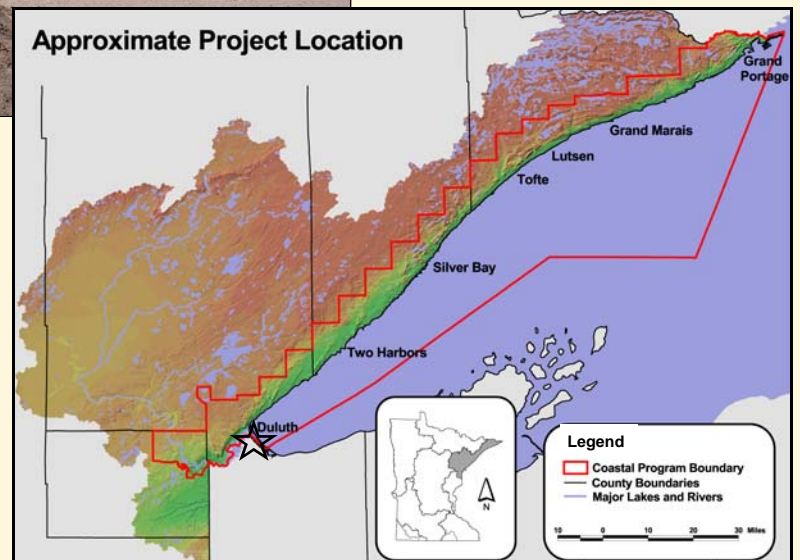 Approximate Project Location
Grand
Portage
Grand Marais
Lutsen
Tofte
Silver Bay
Two Harbors
Duluth
N
Legend
Coastal Program Boundary
County Boundaries
Major Lakes and Rivers
10 0 10 20 30 Miles